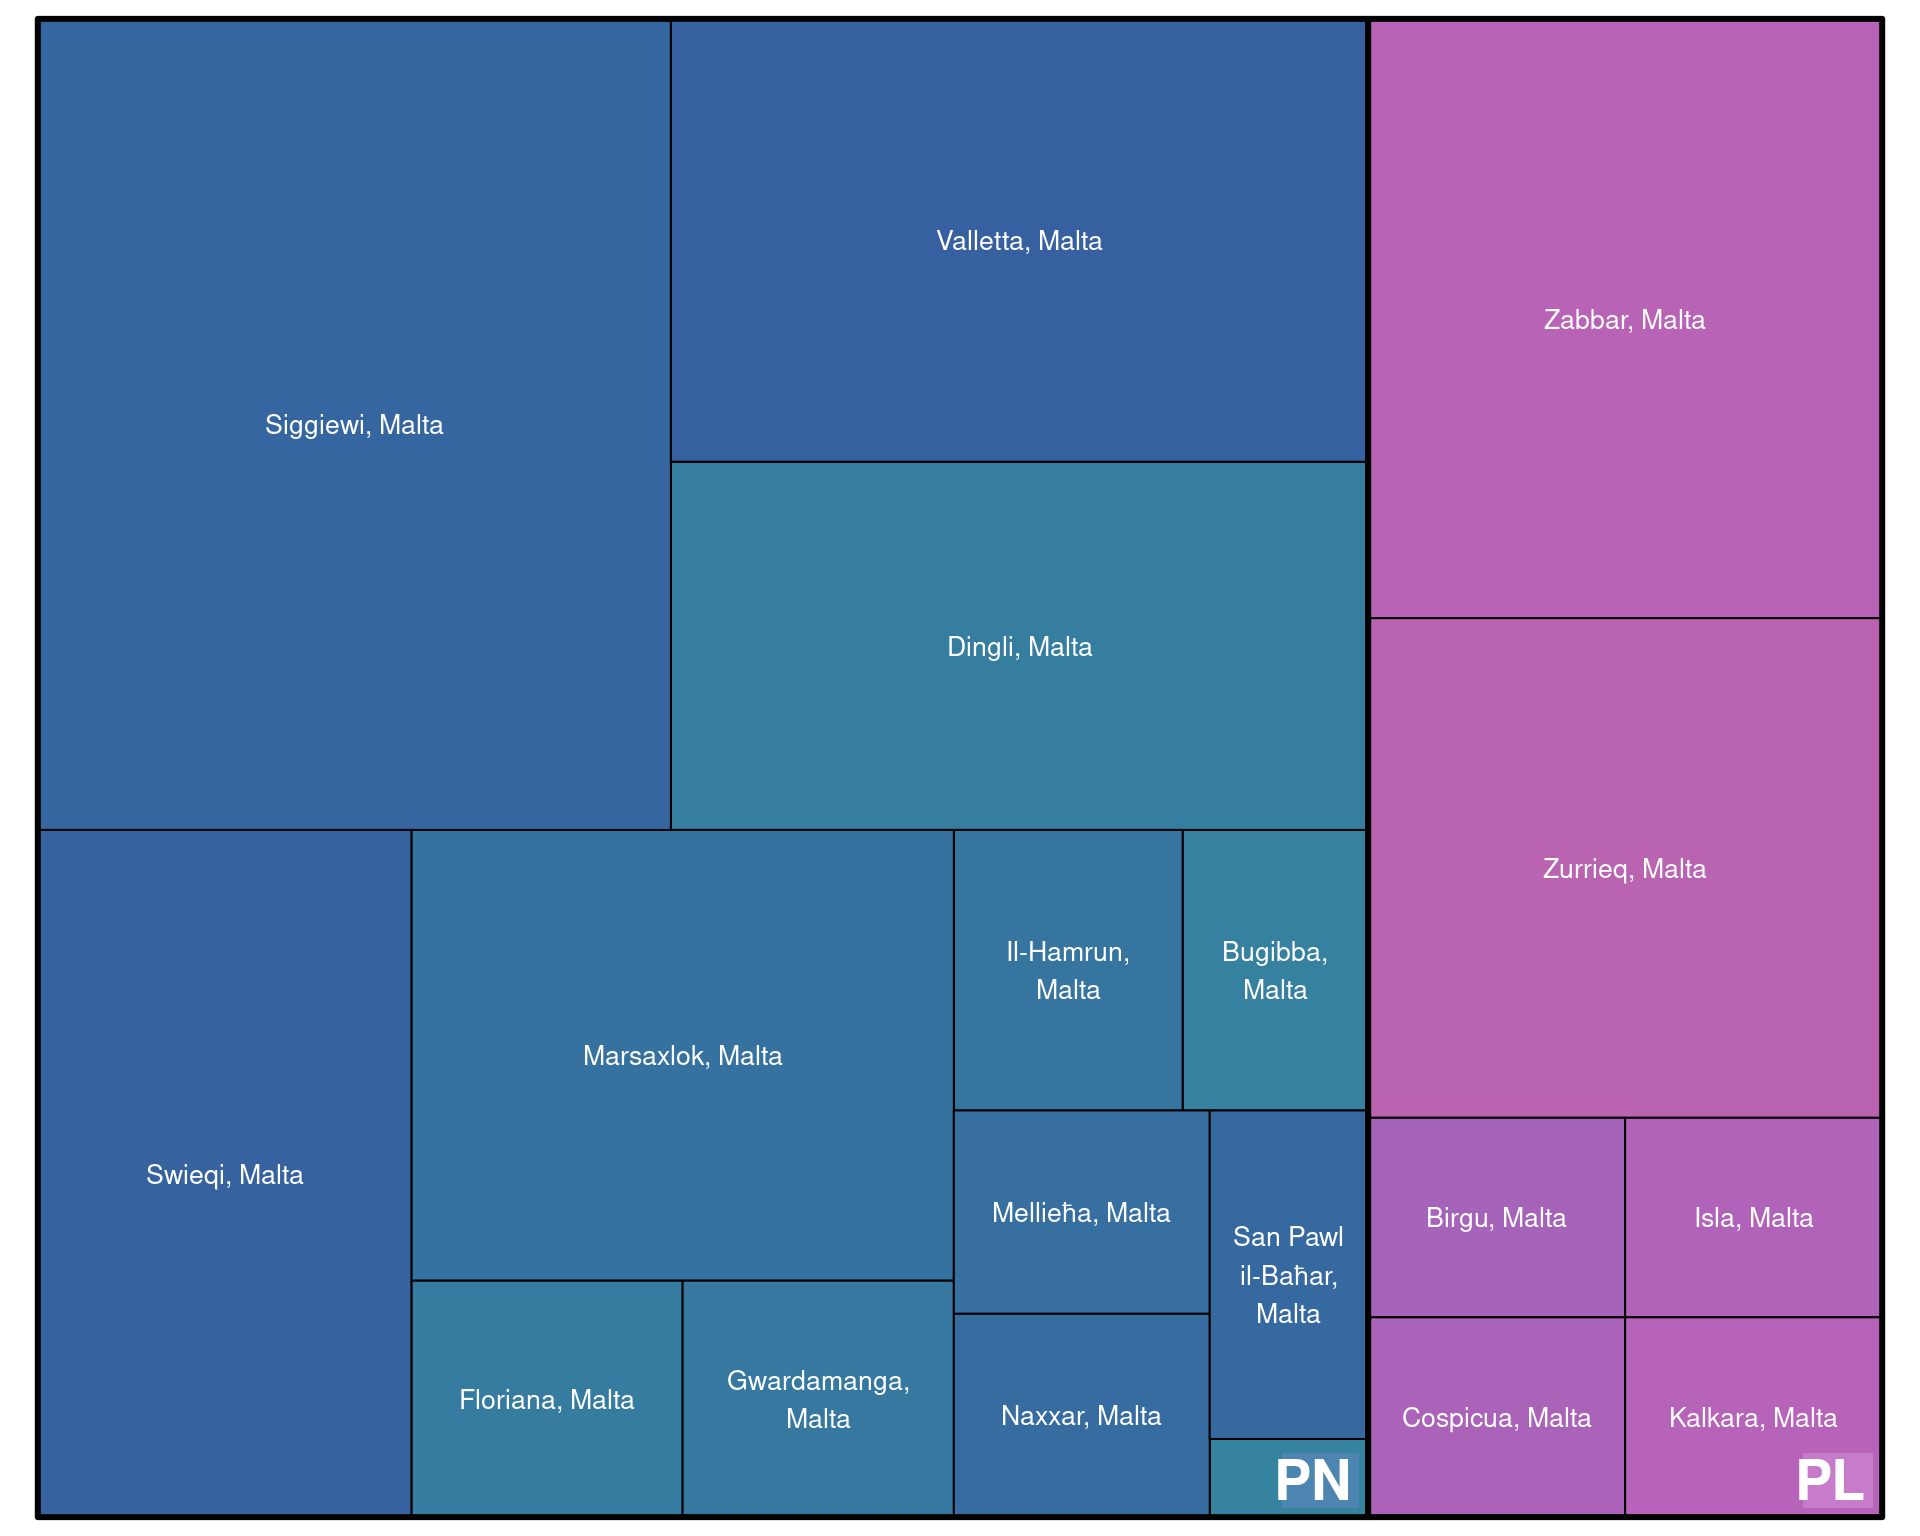 Siggiewi, Malta
Valletta, Malta
Dingli, Malta
Swieqi, Malta
Marsaxlok, Malta
Floriana, Malta
Gwardamanga,
Malta
Il-Hamrun,
Malta
Bugibba,
Malta
Mellieħa, Malta
Naxxar, Malta
San Pawl
il-Baħar,
Malta
PN
Zabbar, Malta
Zurrieq, Malta
Birgu, Malta
Isla, Malta
Cospicua, Malta
Kalkara, Malta
PL